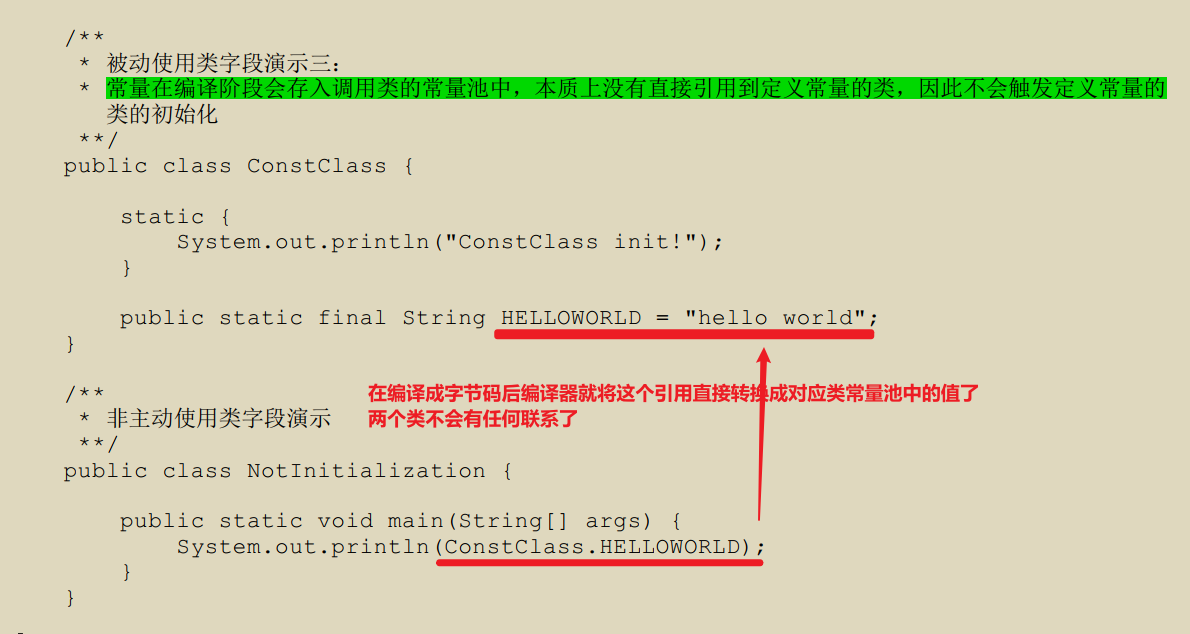 /**
 * 被动使用类字段演示三：
 * 常量在编译阶段会存入调用类的常量池中，本质上没有直接引用到定义常量的类，因此不会触发定义常量的
   类的初始化
 **/
public class ConstClass {
    static {
        System.out.println("ConstClass init!");
    }
    public static final String HELLOWORLD = "hello world";
}
/**
 * 非主动使用类字段演示
 **/
在编译成字节码后编译器就将这个引用直接转换成对应类常量池中的值了
两个类不会有任何联系了
public class NotInitialization {
    public static void main(String[] args) {
        System.out.println(ConstClass.HELLOWORLD);
    }
}